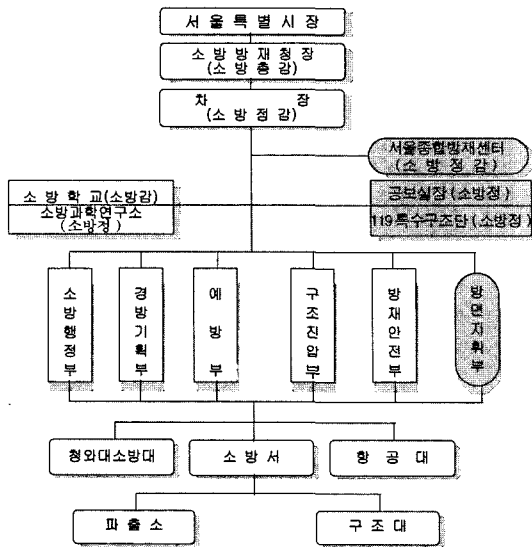 서울특별시장
소방방재청장
(소방총감)
차 장
(소방정감)
서울종합방재센터
(소방정감)
소방학교(소방감)
소방과학연구소
(소방정)
공보실장(소방정)
119특수구조단(소방정)
소방행정부
경방기획부
예방부
구조진압부
방재안전부
방면지휘부
청와대소방대
소방서
항공대
파출소
구조대